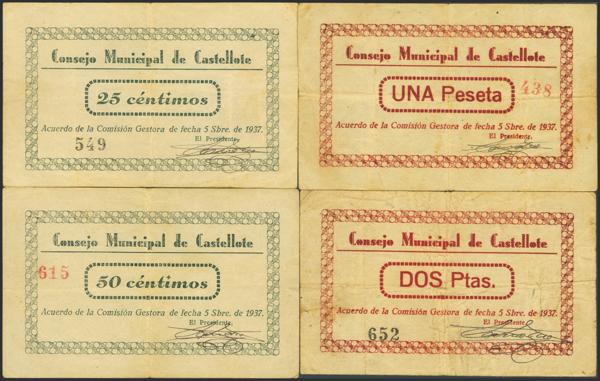 Consejo Municipal de Castellote
25 céntimos
Acuerdo de la Comisión Gestora de fecha 5 Sbre. de 1937.
El Presidente,
549
Consejo Municipal de Castellote
UNA Peseta
438
Acuerdo de la Comisión Gestora de fecha 5 Sbre. de 1937.
El Presidente,
Consejo Municipal de Castellote
615
50 céntimos
Acuerdo de la Comisión Gestora de fecha 5 Sbre. de 1937.
El Presidente,
Consejo Municipal de Castellote
DOS Ptas.
Acuerdo de la Comisión Gestora de fecha 5 Sbre. de 1937.
El Presidente,
652